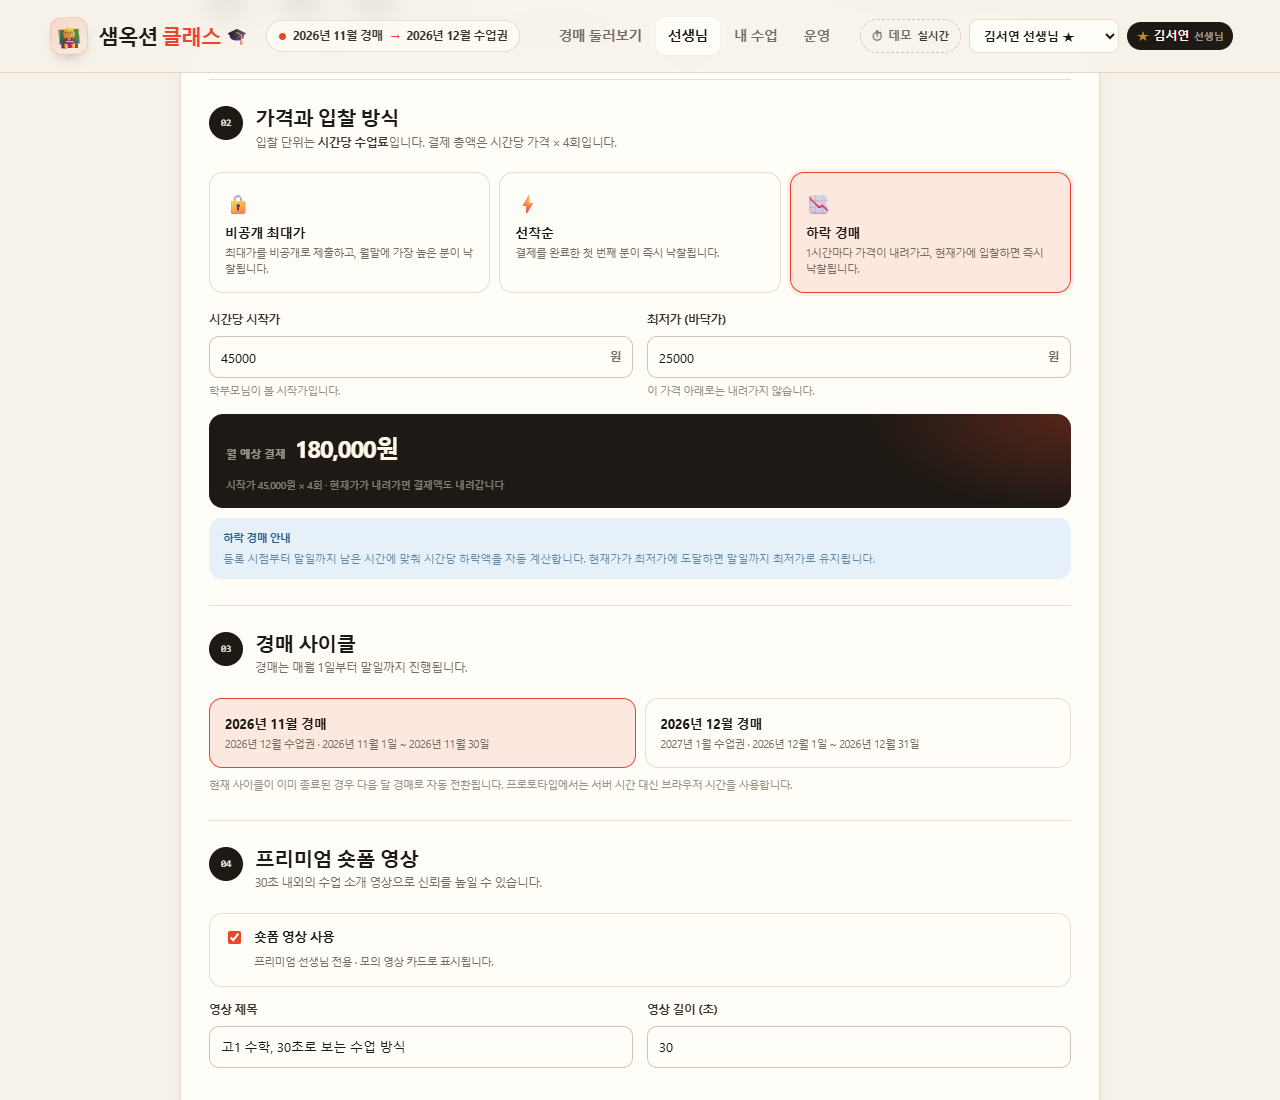 샘옥션 클래스
2026년 11월 경매 → 2026년 12월 수업권
경매 둘러보기
선생님
내 수업
운영
데모 실시간
김서연 선생님 ★
★ 김서연 선생님
02
가격과 입찰 방식
입찰 단위는 시간당 수업료입니다. 결제 총액은 시간당 가격 × 4회입니다.
비공개 최대가
최대가를 비공개로 제출하고, 월말에 가장 높은 분이 낙
찰됩니다.
선착순
결제를 완료한 첫 번째 분이 즉시 낙찰됩니다.
하락 경매
1시간마다 가격이 내려가고, 현재가에 입찰하면 즉시
낙찰됩니다.
시간당 시작가
45000 원
학부모님이 볼 시작가입니다.
최저가 (바닥가)
25000 원
이 가격 아래로는 내려가지 않습니다.
월 예상 결제 180,000원
시작가 45,000원 × 4회 · 현재가가 내려가면 결제액도 내려갑니다
하락 경매 안내
등록 시점부터 말일까지 남은 시간에 맞춰 시간당 하락액을 자동 계산합니다. 현재가가 최저가에 도달하면 말일까지 최저가로 유지됩니다.
03
경매 사이클
경매는 매월 1일부터 말일까지 진행됩니다.
2026년 11월 경매
2026년 12월 수업권 · 2026년 11월 1일 ~ 2026년 11월 30일
2026년 12월 경매
2027년 1월 수업권 · 2026년 12월 1일 ~ 2026년 12월 31일
현재 사이클이 이미 종료된 경우 다음 달 경매로 자동 전환됩니다. 프로토타입에서는 서버 시간 대신 브라우저 시간을 사용합니다.
04
프리미엄 숏폼 영상
30초 내외의 수업 소개 영상으로 신뢰를 높일 수 있습니다.
숏폼 영상 사용
프리미엄 선생님 전용 · 모의 영상 카드로 표시됩니다.
영상 제목
고1 수학, 30초로 보는 수업 방식
영상 길이 (초)
30